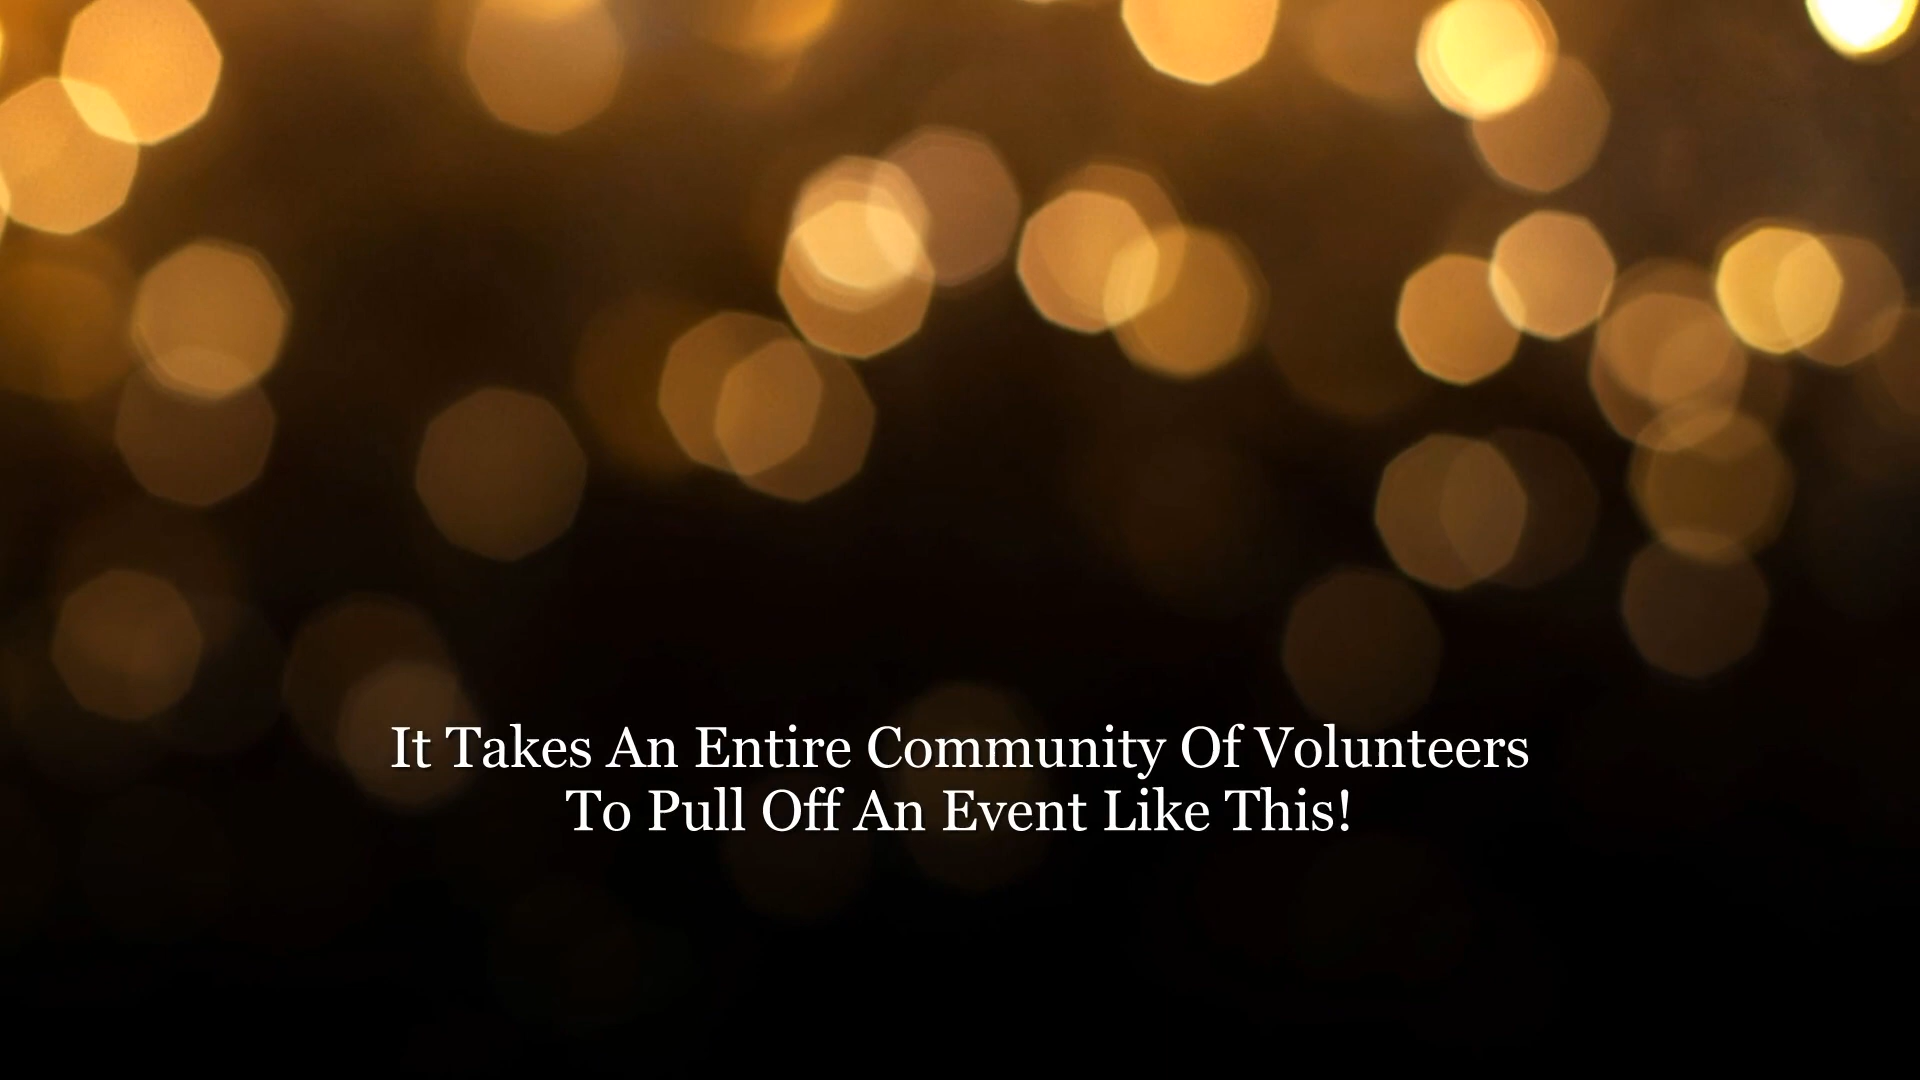 It Takes An Entire Community Of Volunteers
To Pull Off An Event Like This!